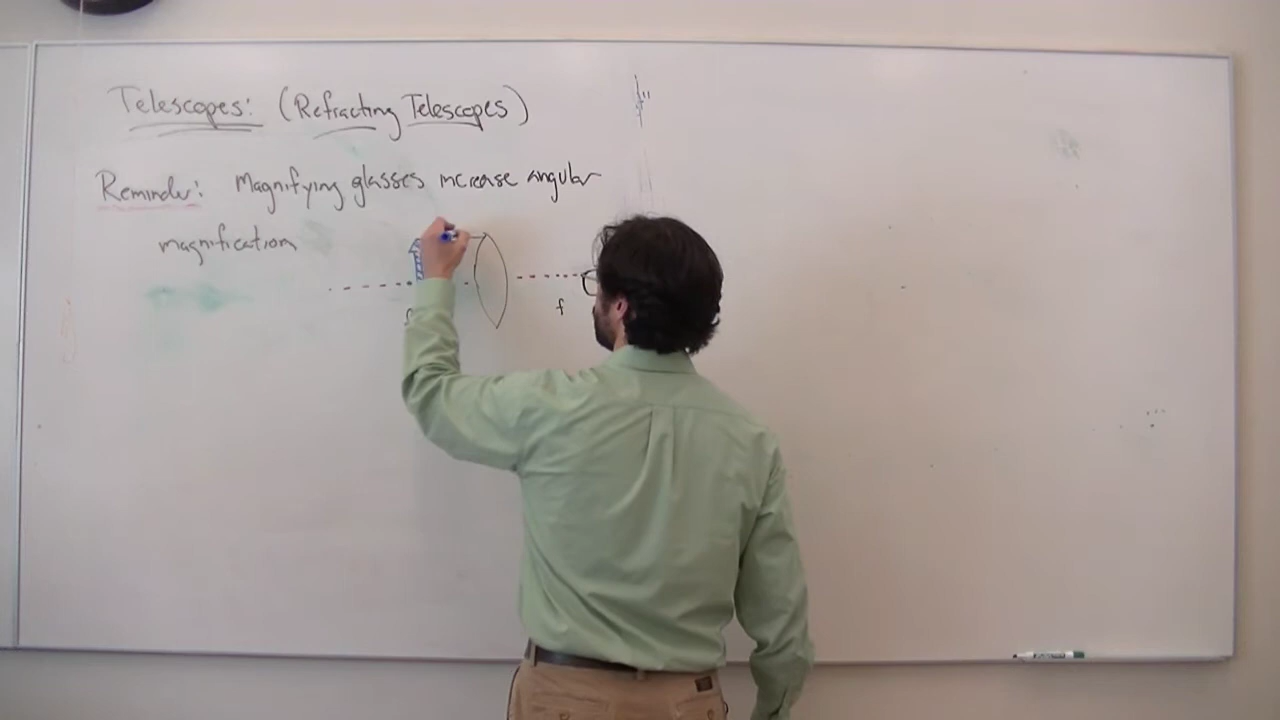 Telescopes: (Refracting Telescopes)
Reminder: Magnifying glasses increase angular
magnification
f
f